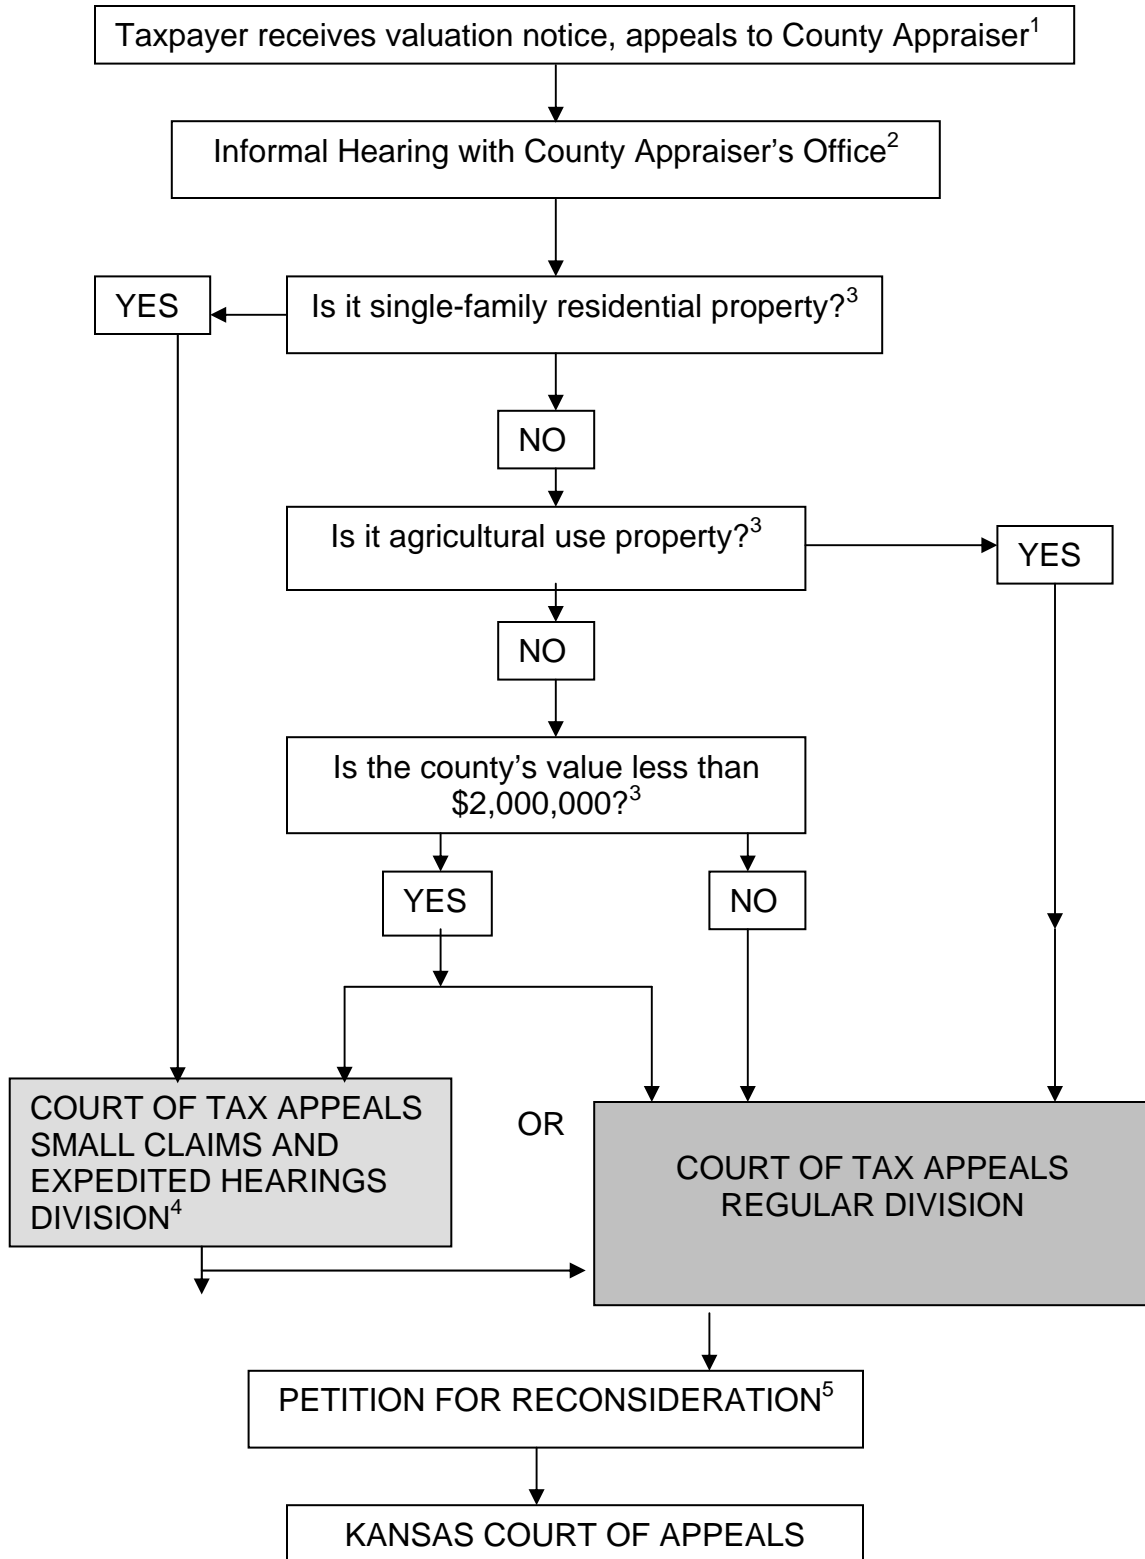 Taxpayer receives valuation notice, appeals to County Appraiser¹
Informal Hearing with County Appraiser’s Office²
YES
Is it single-family residential property?³
NO
Is it agricultural use property?³
YES
NO
Is the county’s value less than
$2,000,000?³
YES
NO
COURT OF TAX APPEALS
SMALL CLAIMS AND
EXPEDITED HEARINGS
DIVISION⁴
OR
COURT OF TAX APPEALS
REGULAR DIVISION
PETITION FOR RECONSIDERATION⁵
KANSAS COURT OF APPEALS